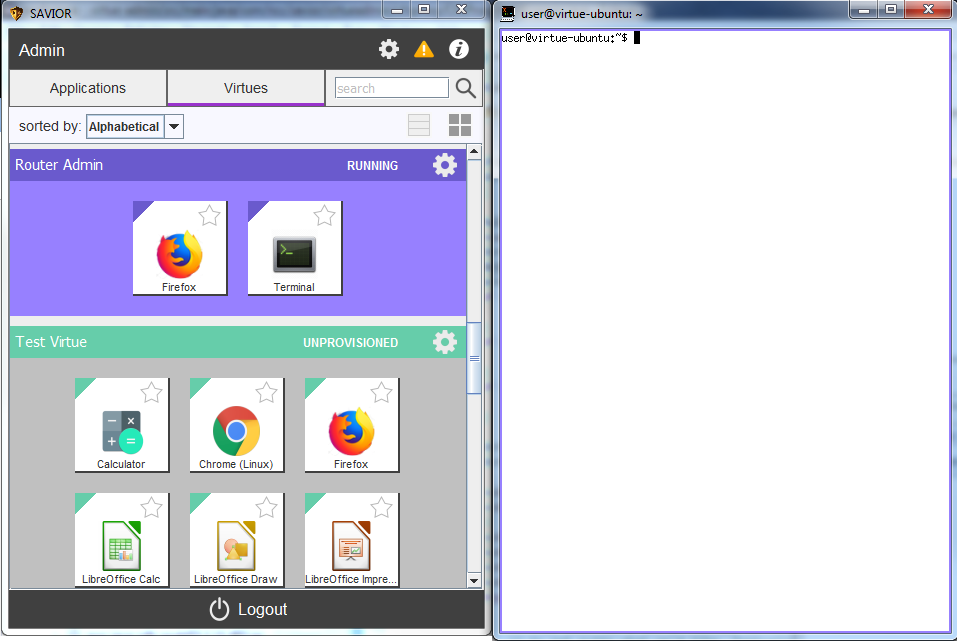 SAVIOR
Admin
Applications
Virtues
search
sorted by: Alphabetical
Router Admin RUNNING
Firefox
Terminal
Test Virtue UNPROVISIONED
Calculator
Chrome (Linux)
Firefox
LibreOffice Calc
LibreOffice Draw
LibreOffice Impre...
Logout
user@virtue-ubuntu: ~
user@virtue-ubuntu:~$